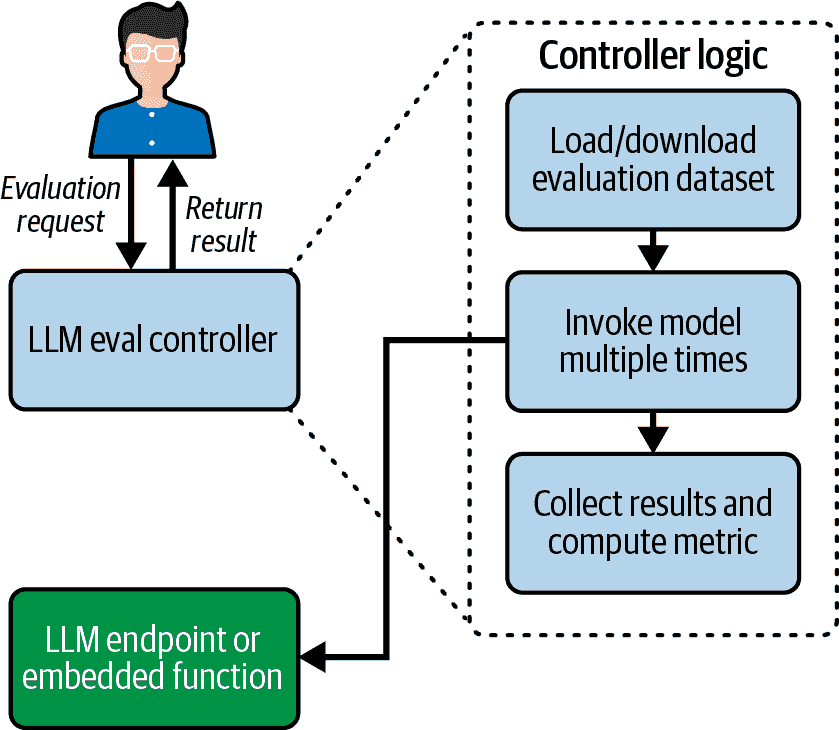 Evaluation
request
Return
result
LLM eval controller
LLM endpoint or
embedded function
Controller logic
Load/download
evaluation dataset
Invoke model
multiple times
Collect results and
compute metric